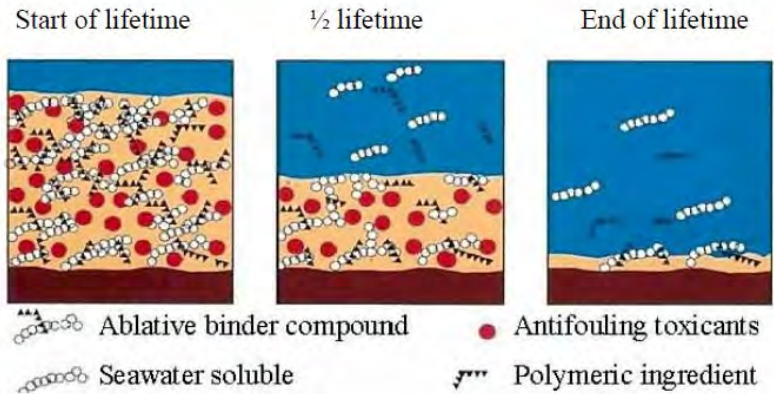 Start of lifetime ½ lifetime End of lifetime
Ablative binder compound Antifouling toxicants
Seawater soluble Polymeric ingredient